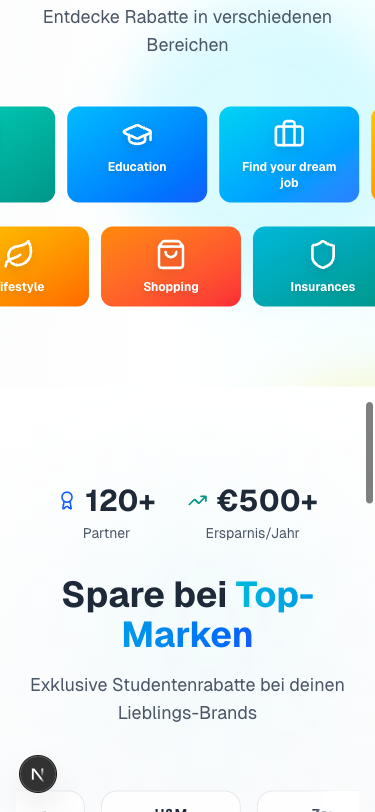 Entdecke Rabatte in verschiedenen
Bereichen
Education
Find your dream
job
ifestyle
Shopping
Insurances
120+
€500+
Partner
Ersparnis/Jahr
Spare bei Top-
Marken
Exklusive Studentenrabatte bei deinen
Lieblings-Brands
N
H&M